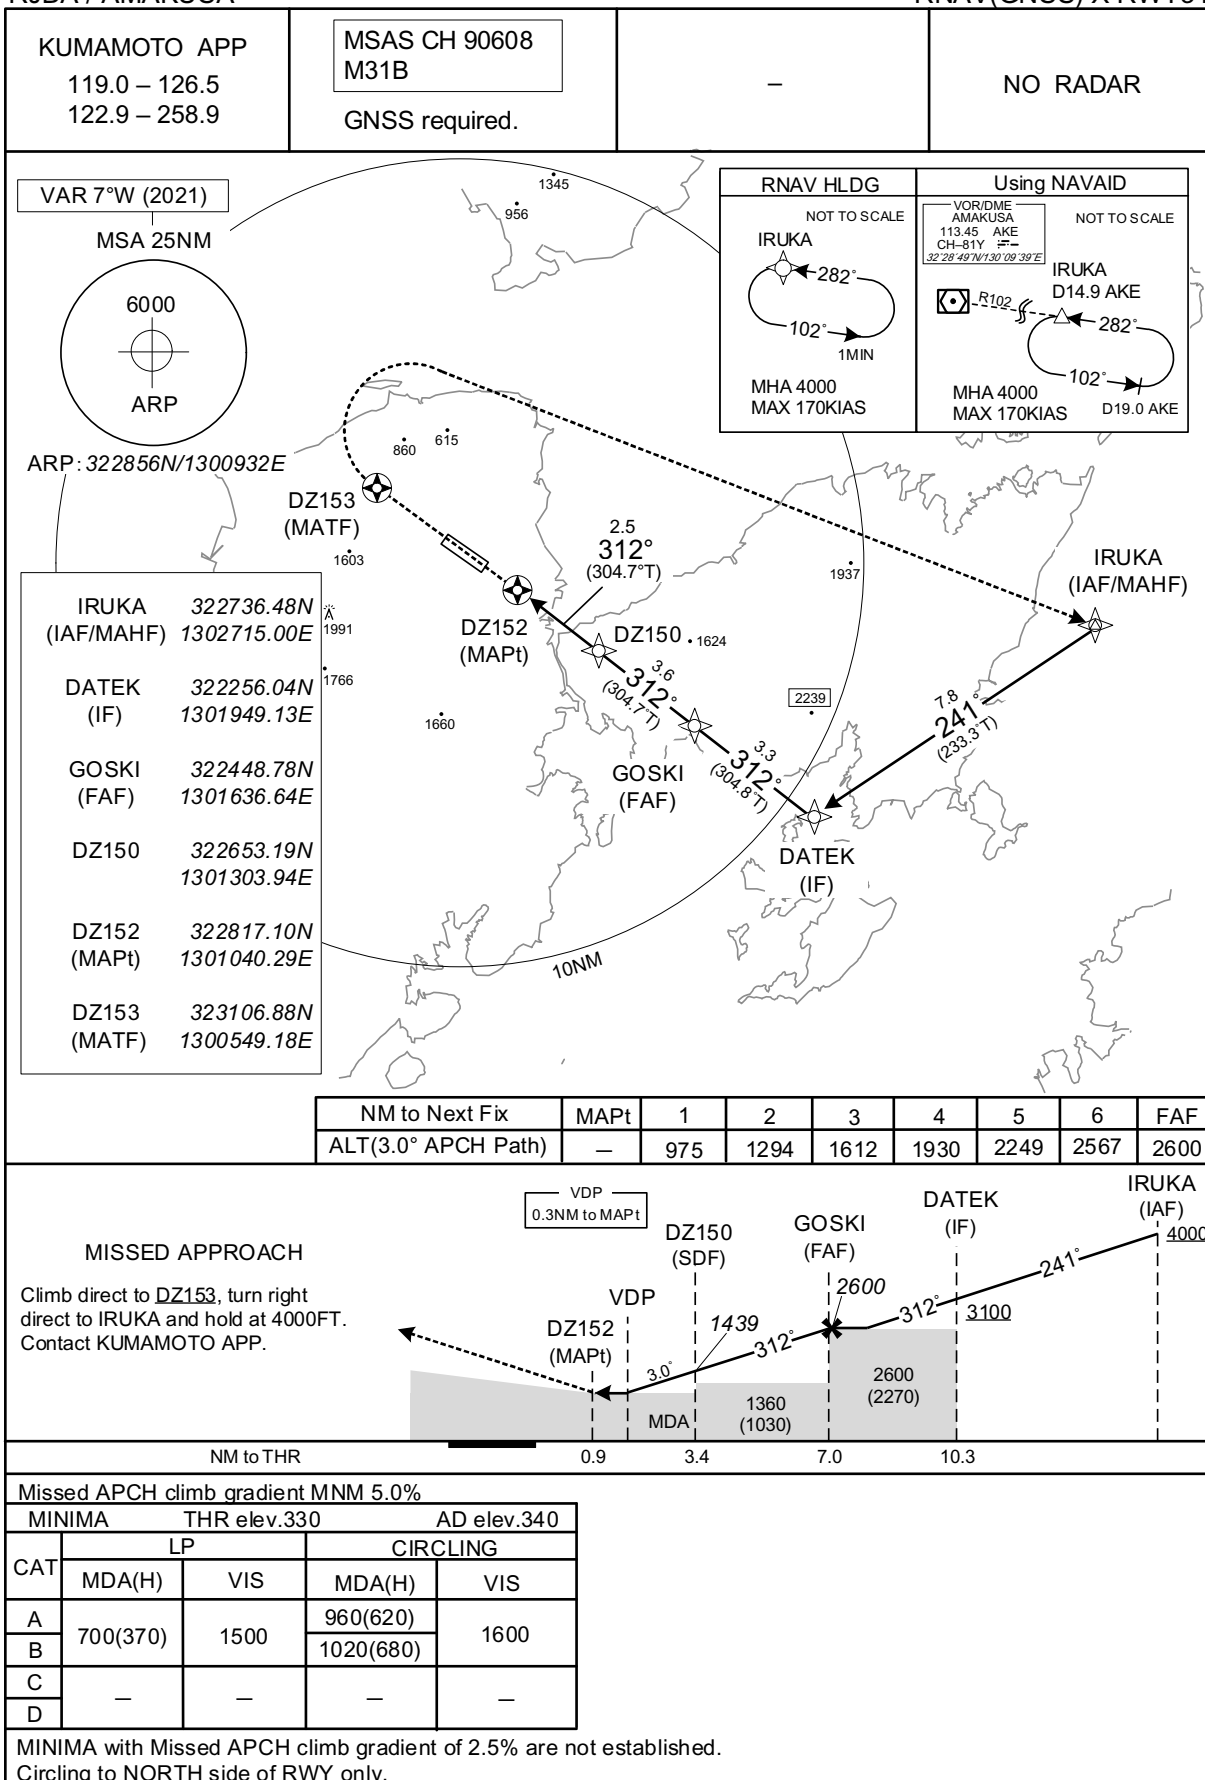 KUMAMOTO APP
119.0 – 126.5
122.9 – 258.9
MSAS CH 90608
M31B
GNSS required.
–
NO RADAR
VAR 7°W (2021)
MSA 25NM
6000
ARP
ARP: 322856N/1300932E
1345
956
RNAV HLDG
NOT TO SCALE
IRUKA
282°
102°
1MIN
MHA 4000
MAX 170KIAS
Using NAVAID
VOR/DME
AMAKUSA
113.45 AKE
CH–81Y
32°28'49"N/130°09'39"E
NOT TO SCALE
IRUKA
D14.9 AKE
R102
282°
102°
MHA 4000
MAX 170KIAS
D19.0 AKE
860
615
DZ153
(MATF)
1603
2.5
312°
(304.7°T)
1937
IRUKA
(IAF/MAHF)
DZ152
(MAPt)
DZ150
1624
1991
1766
1660
3.6
312°
(304.7°T)
2239
7.8
241°
(233.3°T)
GOSKI
(FAF)
3.3
312°
(304.8°T)
DATEK
(IF)
10NM
IRUKA 322736.48N
(IAF/MAHF) 1302715.00E
DATEK 322256.04N
(IF) 1301949.13E
GOSKI 322448.78N
(FAF) 1301636.64E
DZ150 322653.19N
1301303.94E
DZ152 322817.10N
(MAPt) 1301040.29E
DZ153 323106.88N
(MATF) 1300549.18E
NM to Next Fix MAPt 1 2 3 4 5 6 FAF
ALT(3.0° APCH Path) — 975 1294 1612 1930 2249 2567 2600
VDP
0.3NM to MAPt
MISSED APPROACH
Climb direct to DZ153, turn right
direct to IRUKA and hold at 4000FT.
Contact KUMAMOTO APP.
DZ152
(MAPt)
VDP
DZ150
(SDF)
GOSKI
(FAF)
DATEK
(IF)
IRUKA
(IAF)
4000
241°
3100
312°
2600
312°
1439
3.0°
MDA
1360
(1030)
2600
(2270)
NM to THR 0.9 3.4 7.0 10.3
Missed APCH climb gradient MNM 5.0%
MINIMA THR elev.330 AD elev.340
CAT LP CIRCLING
MDA(H) VIS MDA(H) VIS
A 700(370) 1500 960(620) 1600
B 1020(680)
C — — — —
D
MINIMA with Missed APCH climb gradient of 2.5% are not established.
Circling to NORTH side of RWY only.